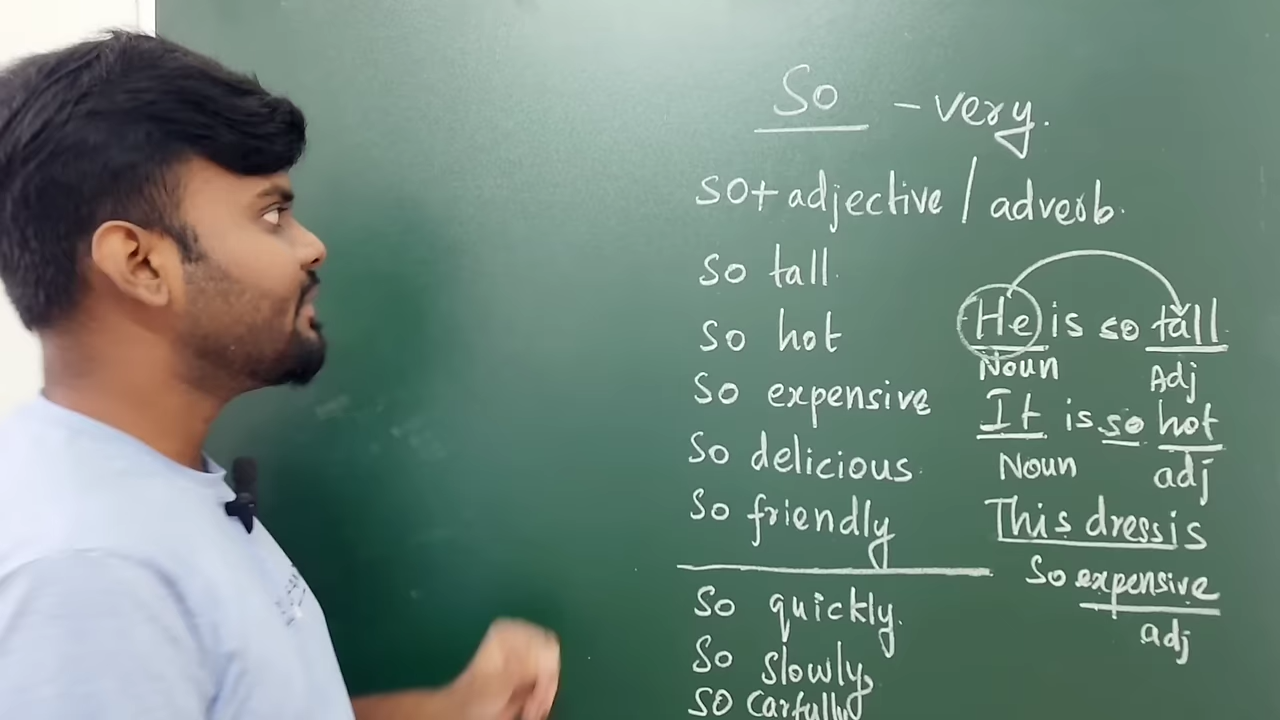 So - very.
so + adjective / adverb.
so tall.
so hot
so expensive
so delicious.
so friendly
so quickly.
so slowly,
so carfully
He is so tall.
Noun Adj
It is so hot
Noun adj
This dress is
so expensive
adj